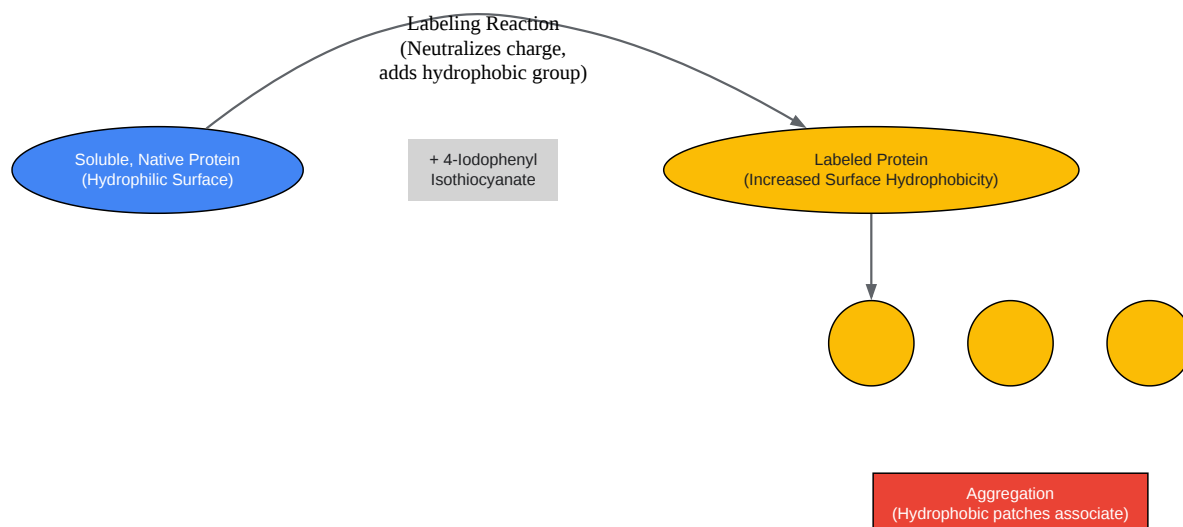 Labeling Reaction
(Neutralizes charge,
adds hydrophobic group)
Soluble, Native Protein
(Hydrophilic Surface)
+ 4-Iodophenyl
Isothiocyanate
Labeled Protein
(Increased Surface Hydrophobicity)
Aggregation
(Hydrophobic patches associate)